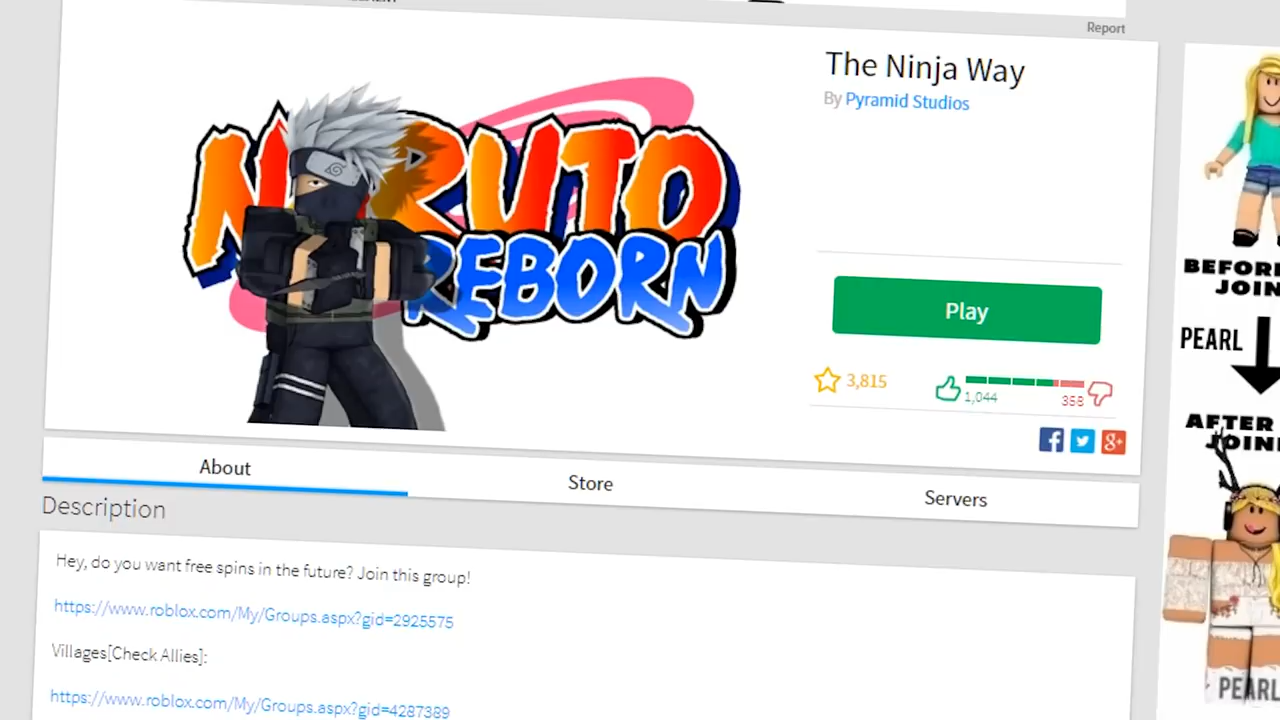 Report
The Ninja Way
By Pyramid Studios
NARUTO
REBORN
Play
3,815
1,044
358
About
Store
Servers
Description
Hey, do you want free spins in the future? Join this group!
https://www.roblox.com/My/Groups.aspx?gid=2925575
Villages[Check Allies]:
https://www.roblox.com/My/Groups.aspx?gid=4287389
BEFORE
JOIN
PEARL
AFTER
JOINI
PEARL